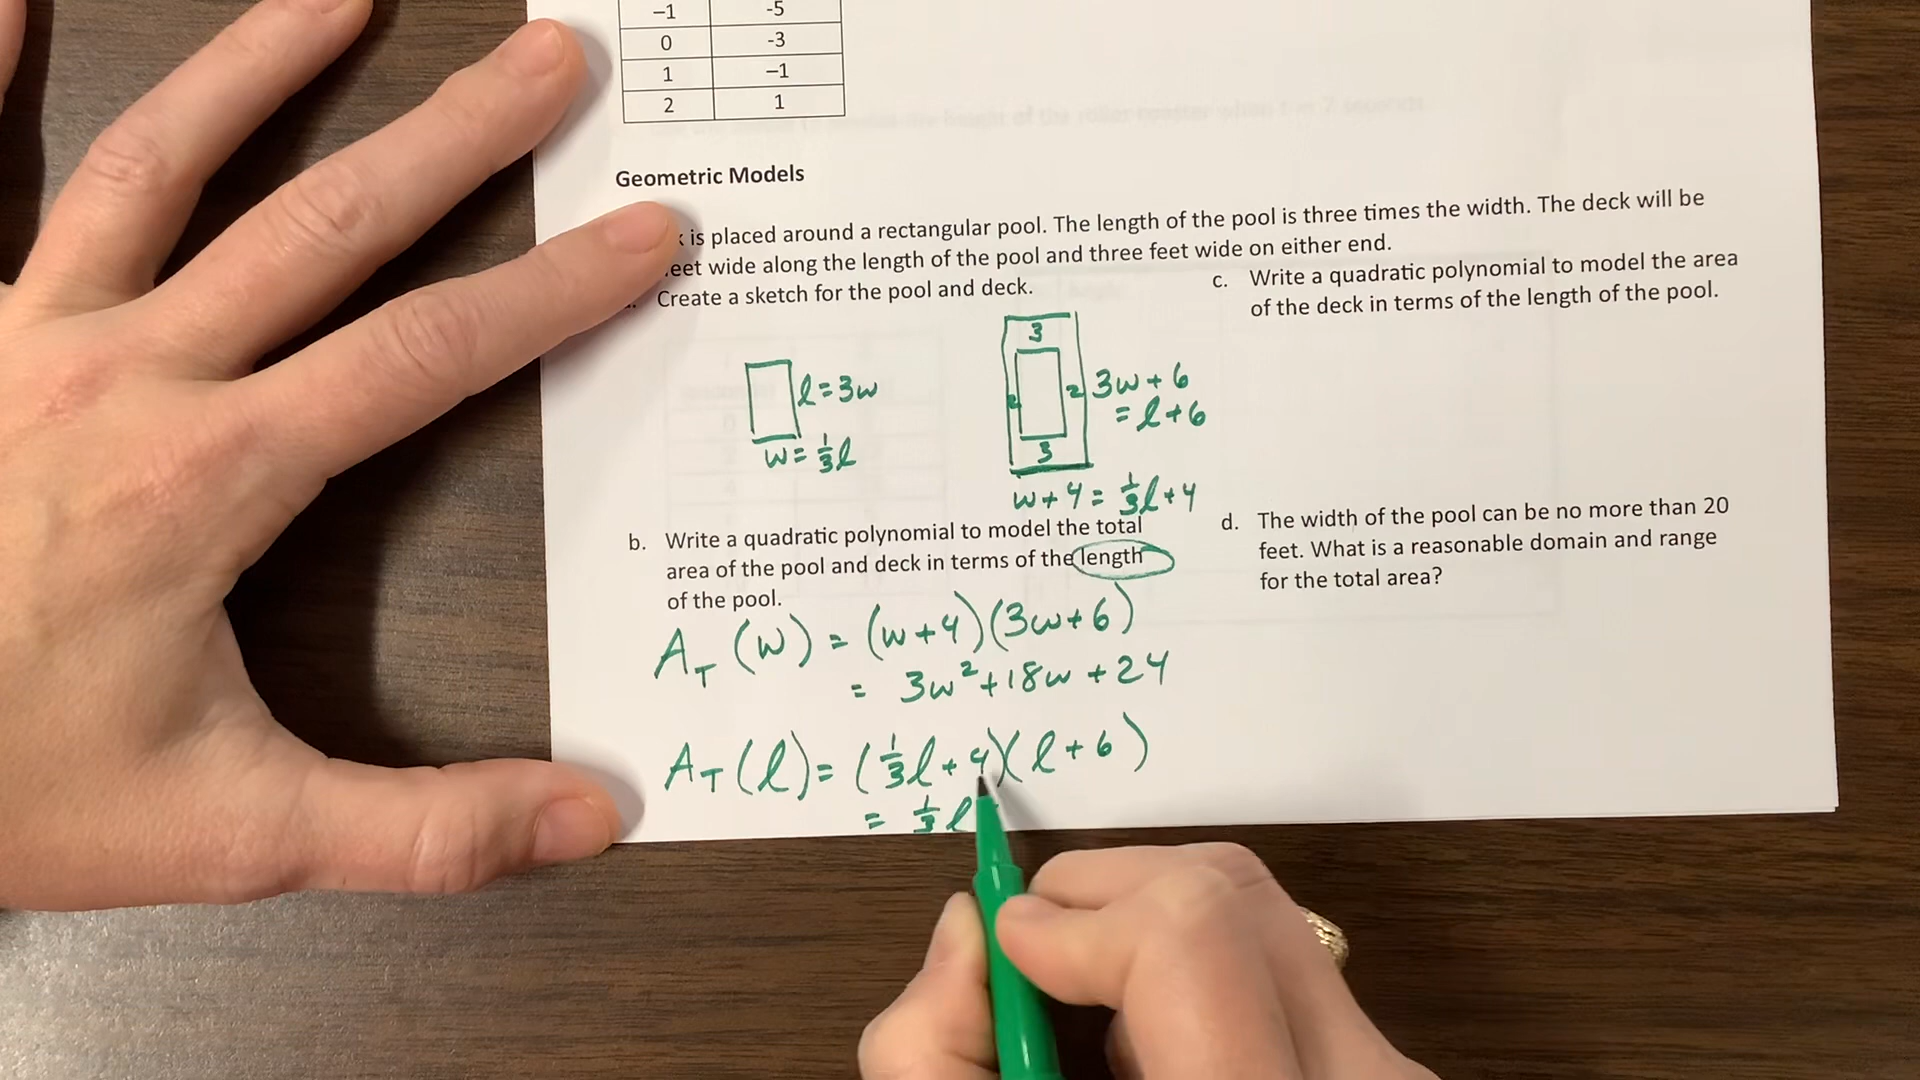 −1 -5
0 -3
1 −1
2 1
Geometric Models
is placed around a rectangular pool. The length of the pool is three times the width. The deck will be
eet wide along the length of the pool and three feet wide on either end.
Create a sketch for the pool and deck.
l = 3w
w = 1/3 l
3
2 2
3
3w + 6
= l + 6
w + 4 = 1/3 l + 4
b. Write a quadratic polynomial to model the total
area of the pool and deck in terms of the length
of the pool.
A_T (w) = (w+4)(3w+6)
= 3w² + 18w + 24
A_T (l) = (1/3 l + 4)(l + 6)
= 1/3 l
c. Write a quadratic polynomial to model the area
of the deck in terms of the length of the pool.
d. The width of the pool can be no more than 20
feet. What is a reasonable domain and range
for the total area?